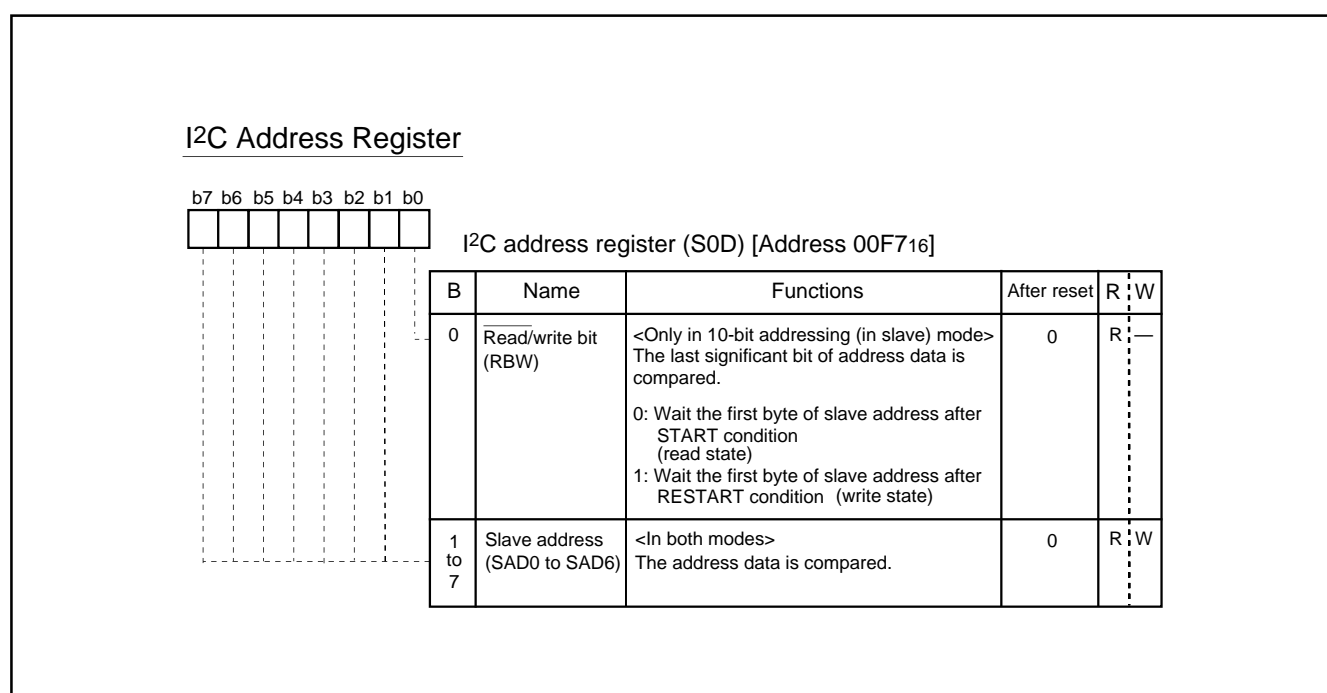 I2C Address Register
b7 b6 b5 b4 b3 b2 b1 b0
I2C address register (S0D) [Address 00F716]
B Name Functions After reset R W
0 Read/write bit (RBW) <Only in 10-bit addressing (in slave) mode>
The last significant bit of address data is
compared.
0: Wait the first byte of slave address after
START condition
(read state)
1: Wait the first byte of slave address after
RESTART condition (write state)
0 R —
1 to 7 Slave address (SAD0 to SAD6) <In both modes>
The address data is compared.
0 R W